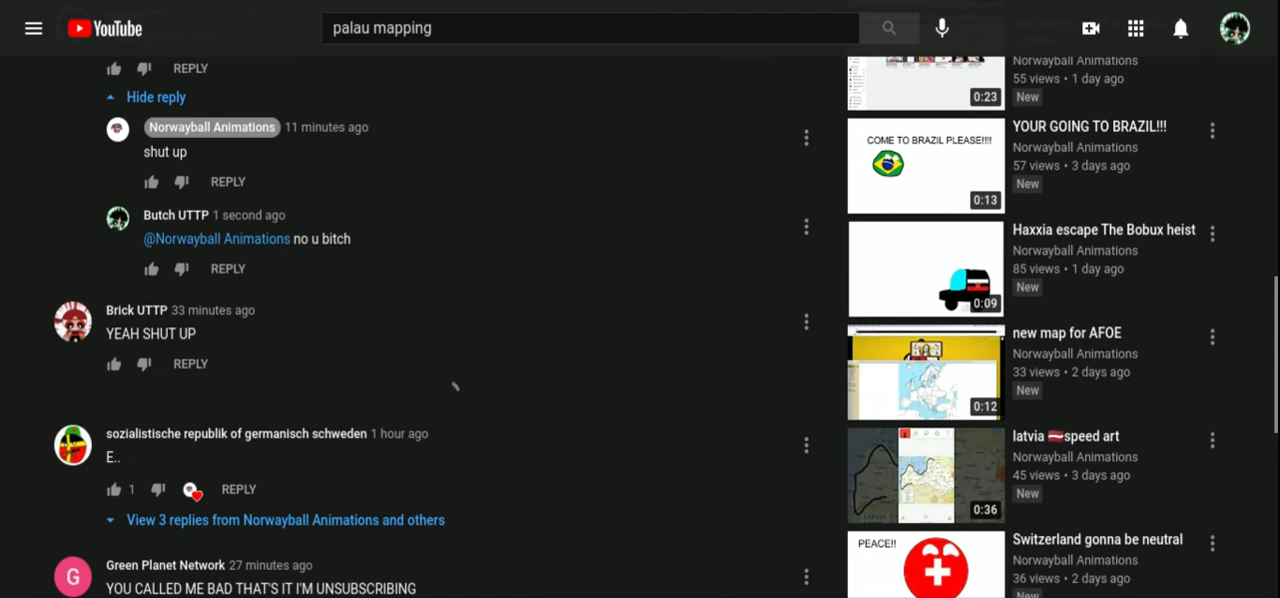 YouTube
palau mapping
REPLY
Hide reply
Norwayball Animations 11 minutes ago
shut up
REPLY
Butch UTTP 1 second ago
@Norwayball Animations no u bitch
REPLY
Brick UTTP 33 minutes ago
YEAH SHUT UP
REPLY
sozialistische republik of germanisch schweden 1 hour ago
E..
1 REPLY
View 3 replies from Norwayball Animations and others
G
Green Planet Network 27 minutes ago
YOU CALLED ME BAD THAT'S IT I'M UNSUBSCRIBING
Norwayball Animations
55 views • 1 day ago
New
0:23
COME TO BRAZIL PLEASE!!!!
0:13
YOUR GOING TO BRAZIL!!!
Norwayball Animations
57 views • 3 days ago
New
0:09
Haxxia escape The Bobux heist
Norwayball Animations
85 views • 1 day ago
New
0:12
new map for AFOE
Norwayball Animations
33 views • 2 days ago
New
LATVIA
0:36
latvia 🇱🇻speed art
Norwayball Animations
45 views • 3 days ago
New
PEACE!!
Switzerland gonna be neutral
Norwayball Animations
36 views • 2 days ago
New